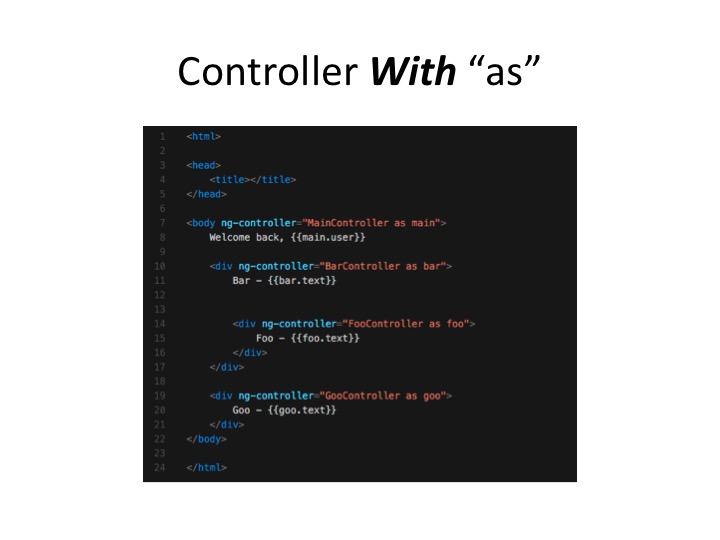 Controller With “as”
1 <html>
2
3 <head>
4     <title></title>
5 </head>
6
7 <body ng-controller="MainController as main">
8     Welcome back, {{main.user}}
9
10     <div ng-controller="BarController as bar">
11         Bar - {{bar.text}}
12
13
14         <div ng-controller="FooController as foo">
15             Foo - {{foo.text}}
16         </div>
17     </div>
18
19     <div ng-controller="GooController as goo">
20         Goo - {{goo.text}}
21     </div>
22 </body>
23
24 </html>